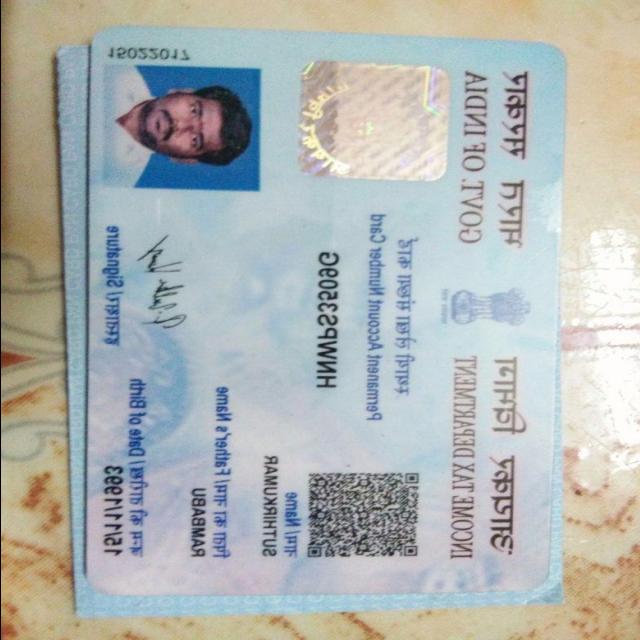 आयकर विभाग
INCOME TAX DEPARTMENT
भारत सरकार
GOVT. OF INDIA
स्थायी लेखा संख्या कार्ड
Permanent Account Number Card
HNWPS3509G
नाम / Name
SUTHIRKUMAR
पिता का नाम / Father's Name
RAMBABU
जन्म की तारीख / Date of Birth
15/11/1993
हस्ताक्षर / Signature
15022017